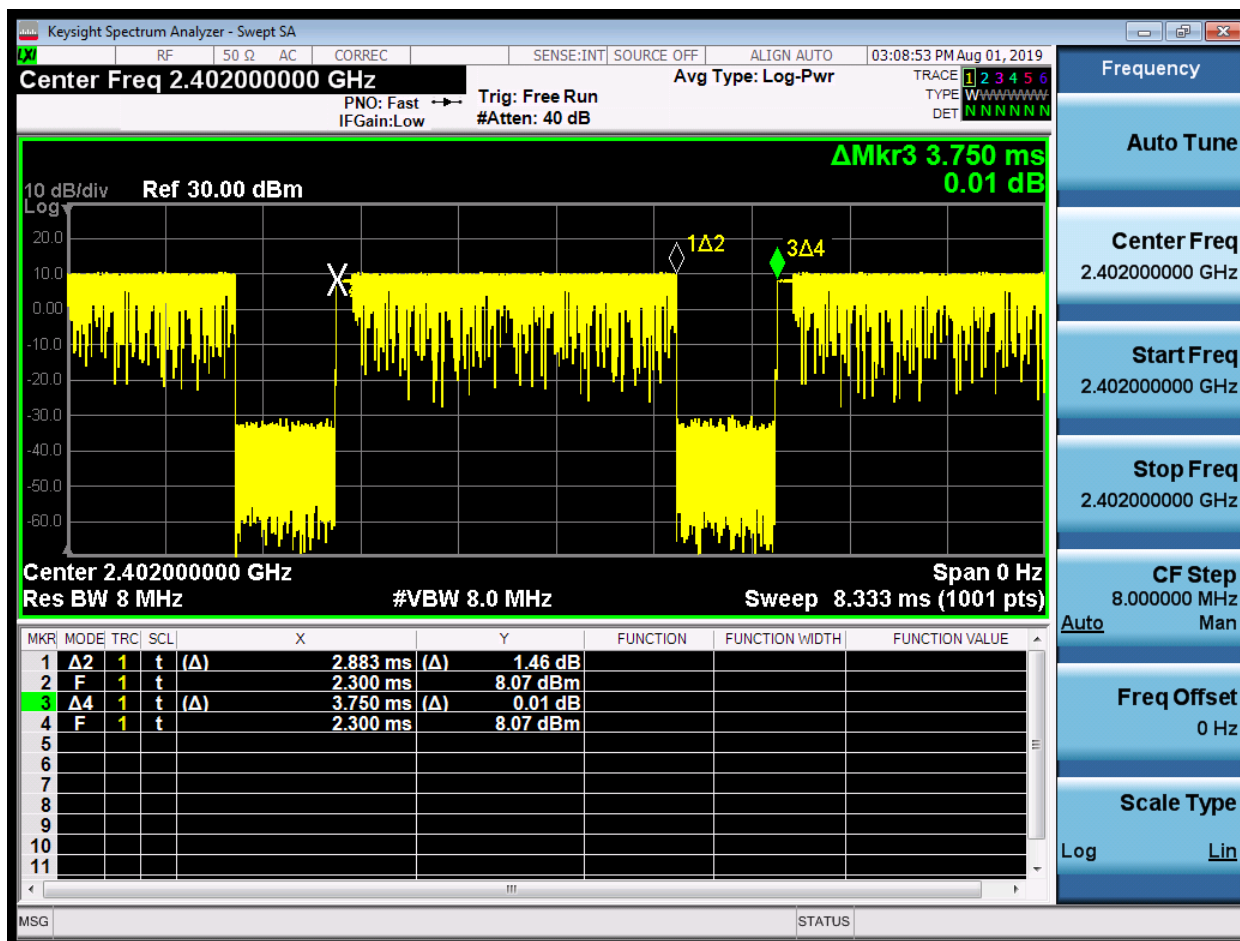 Keysight Spectrum Analyzer - Swept SA
LXI RF 50 Ω AC CORREC SENSE:INT SOURCE OFF ALIGN AUTO 03:08:53 PM Aug 01, 2019
Center Freq 2.402000000 GHz
PNO: Fast
IFGain:Low
Trig: Free Run
#Atten: 40 dB
Avg Type: Log-Pwr
TRACE 1 2 3 4 5 6
TYPE WWWWWW
DET N N N N N N
ΔMkr3 3.750 ms
0.01 dB
10 dB/div Ref 30.00 dBm
Log
20.0
10.0
0.00
-10.0
-20.0
-30.0
-40.0
-50.0
-60.0
1Δ2
3Δ4
Center 2.402000000 GHz Span 0 Hz
Res BW 8 MHz #VBW 8.0 MHz Sweep 8.333 ms (1001 pts)
MKR MODE TRC SCL X Y FUNCTION FUNCTION WIDTH FUNCTION VALUE
1 Δ2 1 t (Δ) 2.883 ms (Δ) 1.46 dB
2 F 1 t 2.300 ms 8.07 dBm
3 Δ4 1 t (Δ) 3.750 ms (Δ) 0.01 dB
4 F 1 t 2.300 ms 8.07 dBm
5
6
7
8
9
10
11
MSG STATUS
Frequency
Auto Tune
Center Freq
2.402000000 GHz
Start Freq
2.402000000 GHz
Stop Freq
2.402000000 GHz
CF Step
8.000000 MHz
Auto Man
Freq Offset
0 Hz
Scale Type
Log Lin